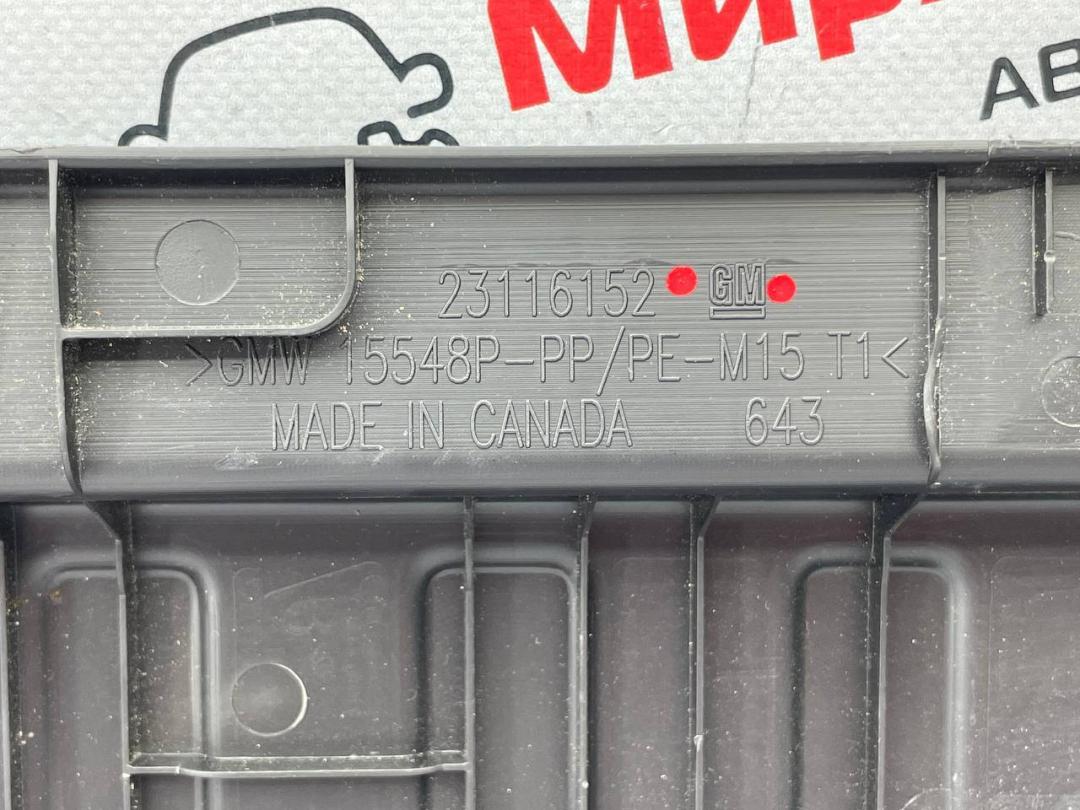 АВ
23116152 GM
>GMW 15548P-PP/PE-M15 T1<
MADE IN CANADA 643